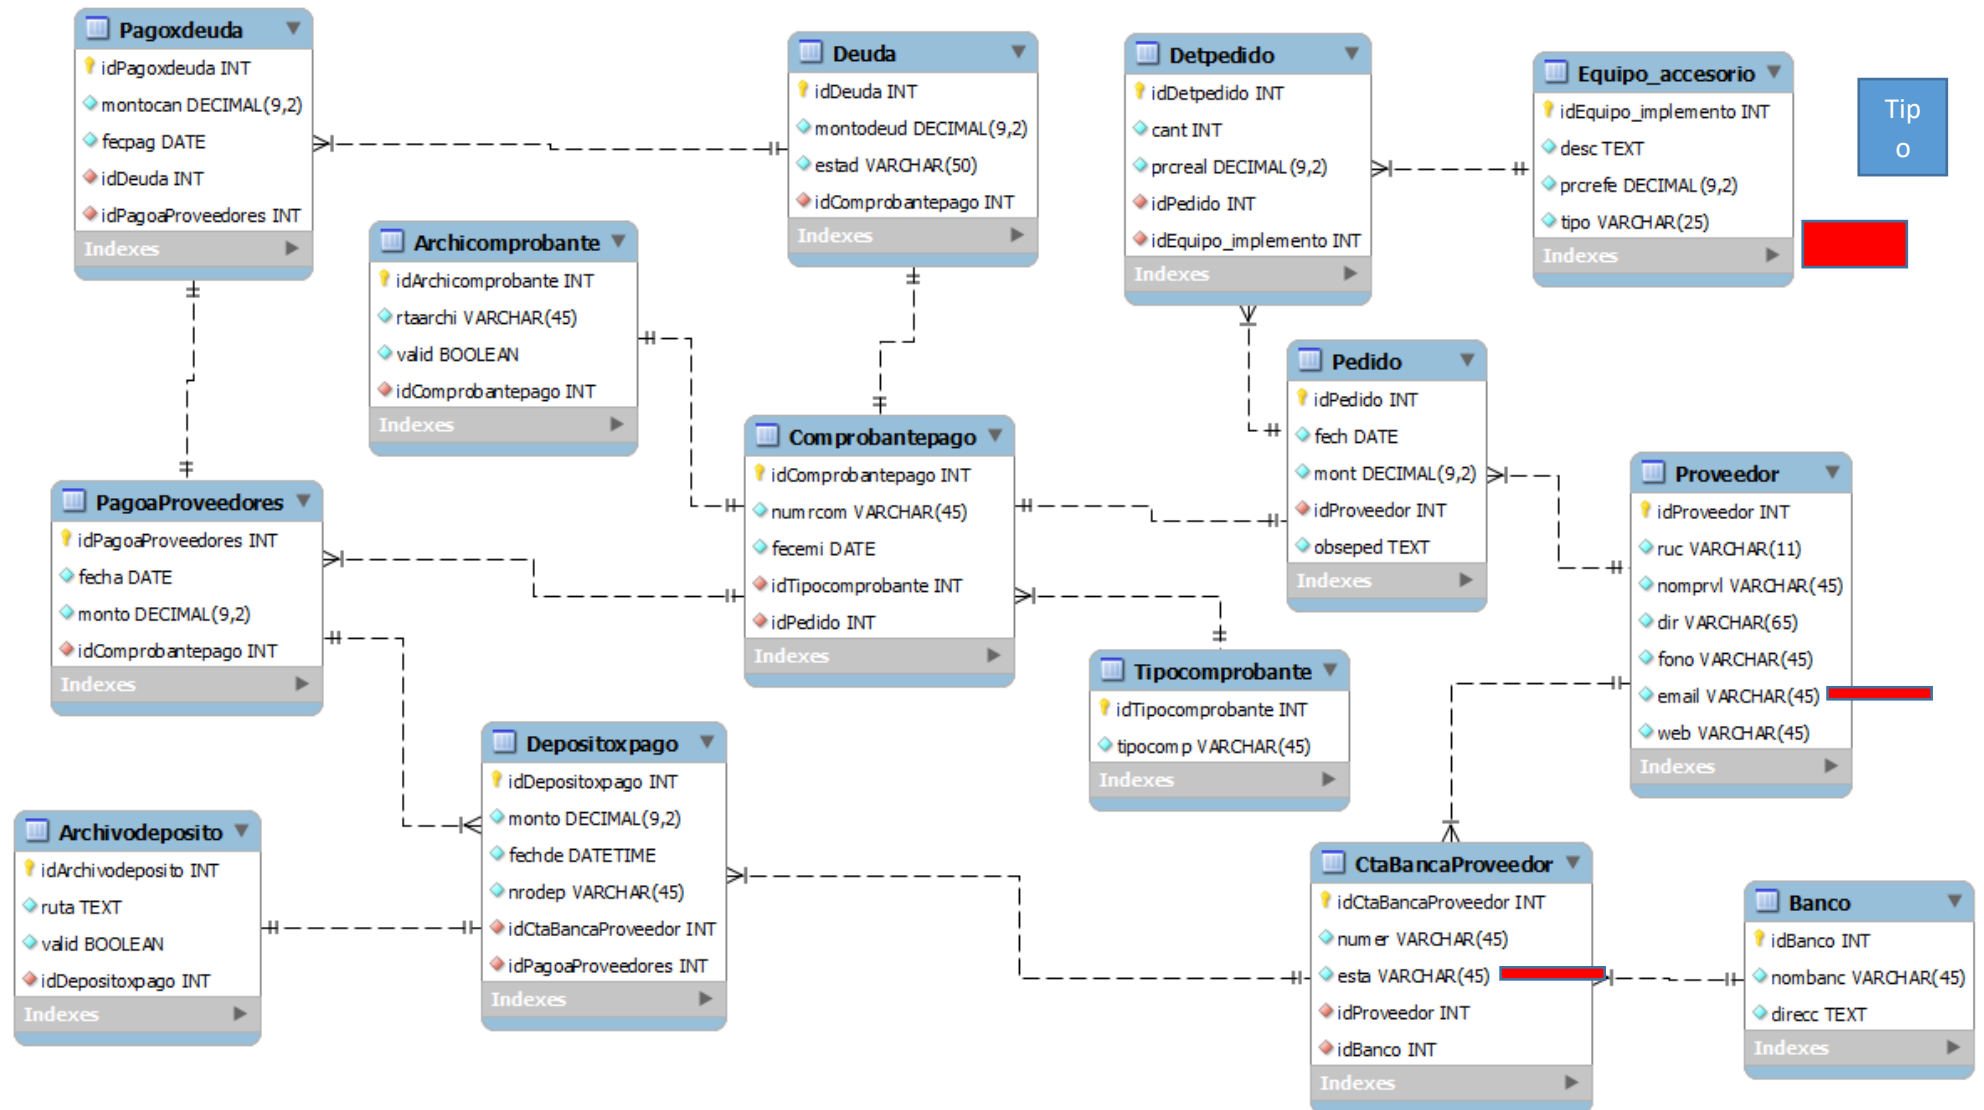 Pagoxdeuda
idPagoxdeuda INT
montocan DECIMAL(9,2)
fecpag DATE
idDeuda INT
idPagoaProveedores INT
Indexes
Deuda
idDeuda INT
montodeud DECIMAL(9,2)
estad VARCHAR(50)
idComprobantepago INT
Indexes
Detpedido
idDetpedido INT
cant INT
prcreal DECIMAL(9,2)
idPedido INT
idEquipo_implemento INT
Indexes
Equipo_accesorio
idEquipo_implemento INT
desc TEXT
prcrefe DECIMAL(9,2)
tipo VARCHAR(25)
Indexes
Tip
o
Archicomprobante
idArchicomprobante INT
rtaarchi VARCHAR(45)
valid BOOLEAN
idComprobantepago INT
Indexes
Pedido
idPedido INT
fech DATE
mont DECIMAL(9,2)
idProveedor INT
obseped TEXT
Indexes
Comprobantepago
idComprobantepago INT
numrcom VARCHAR(45)
fecemi DATE
idTipocomprobante INT
idPedido INT
Indexes
Proveedor
idProveedor INT
ruc VARCHAR(11)
nomprvl VARCHAR(45)
dir VARCHAR(65)
fono VARCHAR(45)
email VARCHAR(45)
web VARCHAR(45)
Indexes
PagoaProveedores
idPagoaProveedores INT
fecha DATE
monto DECIMAL(9,2)
idComprobantepago INT
Indexes
Tipocomprobante
idTipocomprobante INT
tipocomp VARCHAR(45)
Indexes
Depositoxpago
idDepositoxpago INT
monto DECIMAL(9,2)
fechde DATETIME
nrodep VARCHAR(45)
idCtaBancaProveedor INT
idPagoaProveedores INT
Indexes
Archivodeposito
idArchivodeposito INT
ruta TEXT
valid BOOLEAN
idDepositoxpago INT
Indexes
CtaBancaProveedor
idCtaBancaProveedor INT
numer VARCHAR(45)
esta VARCHAR(45)
idProveedor INT
idBanco INT
Indexes
Banco
idBanco INT
nombanc VARCHAR(45)
direcc TEXT
Indexes